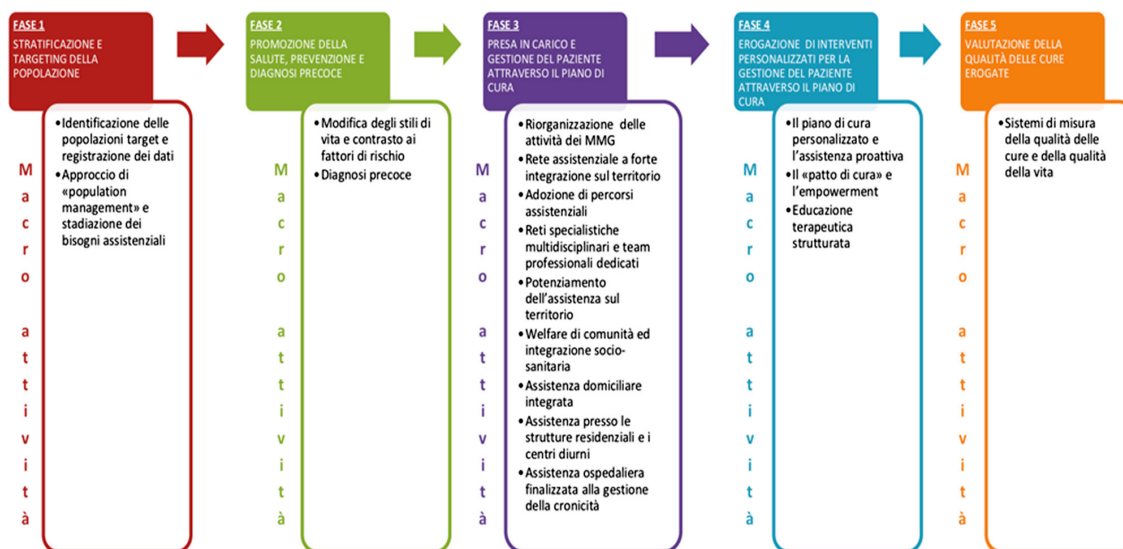 FASE 1
STRATIFICAZIONE E
TARGETING DELLA
POPOLAZIONE
Macro attività
•Identificazione delle
popolazioni target e
registrazione dei dati
•Approccio di
«population
management» e
stadiazione dei
bisogni assistenziali
FASE 2
PROMOZIONE DELLA
SALUTE, PREVENZIONE E
DIAGNOSI PRECOCE
Macro attività
•Modifica degli stili di
vita e contrasto ai
fattori di rischio
•Diagnosi precoce
FASE 3
PRESA IN CARICO E
GESTIONE DEL PAZIENTE
ATTRAVERSO IL PIANO DI
CURA
Macro attività
•Riorganizzazione delle
attività dei MMG
•Rete assistenziale a forte
integrazione sul territorio
•Adozione di percorsi
assistenziali
•Reti specialistiche
multidisciplinari e team
professionali dedicati
•Potenziamento
dell'assistenza sul
territorio
•Welfare di comunità ed
integrazione socio-
sanitaria
•Assistenza domiciliare
integrata
•Assistenza presso le
strutture residenziali e i
centri diurni
•Assistenza ospedaliera
finalizzata alla gestione
della cronicità
FASE 4
EROGAZIONE DI INTERVENTI
PERSONALIZZATI PER LA
GESTIONE DEL PAZIENTE
ATTRAVERSO IL PIANO DI
CURA
Macro attività
•Il piano di cura
personalizzato e
l'assistenza proattiva
•Il «patto di cura» e
l'empowerment
•Educazione
terapeutica
strutturata
FASE 5
VALUTAZIONE DELLA
QUALITÀ DELLE CURE
EROGATE
Macro attività
•Sistemi di misura
della qualità delle
cure e della qualità
della vita